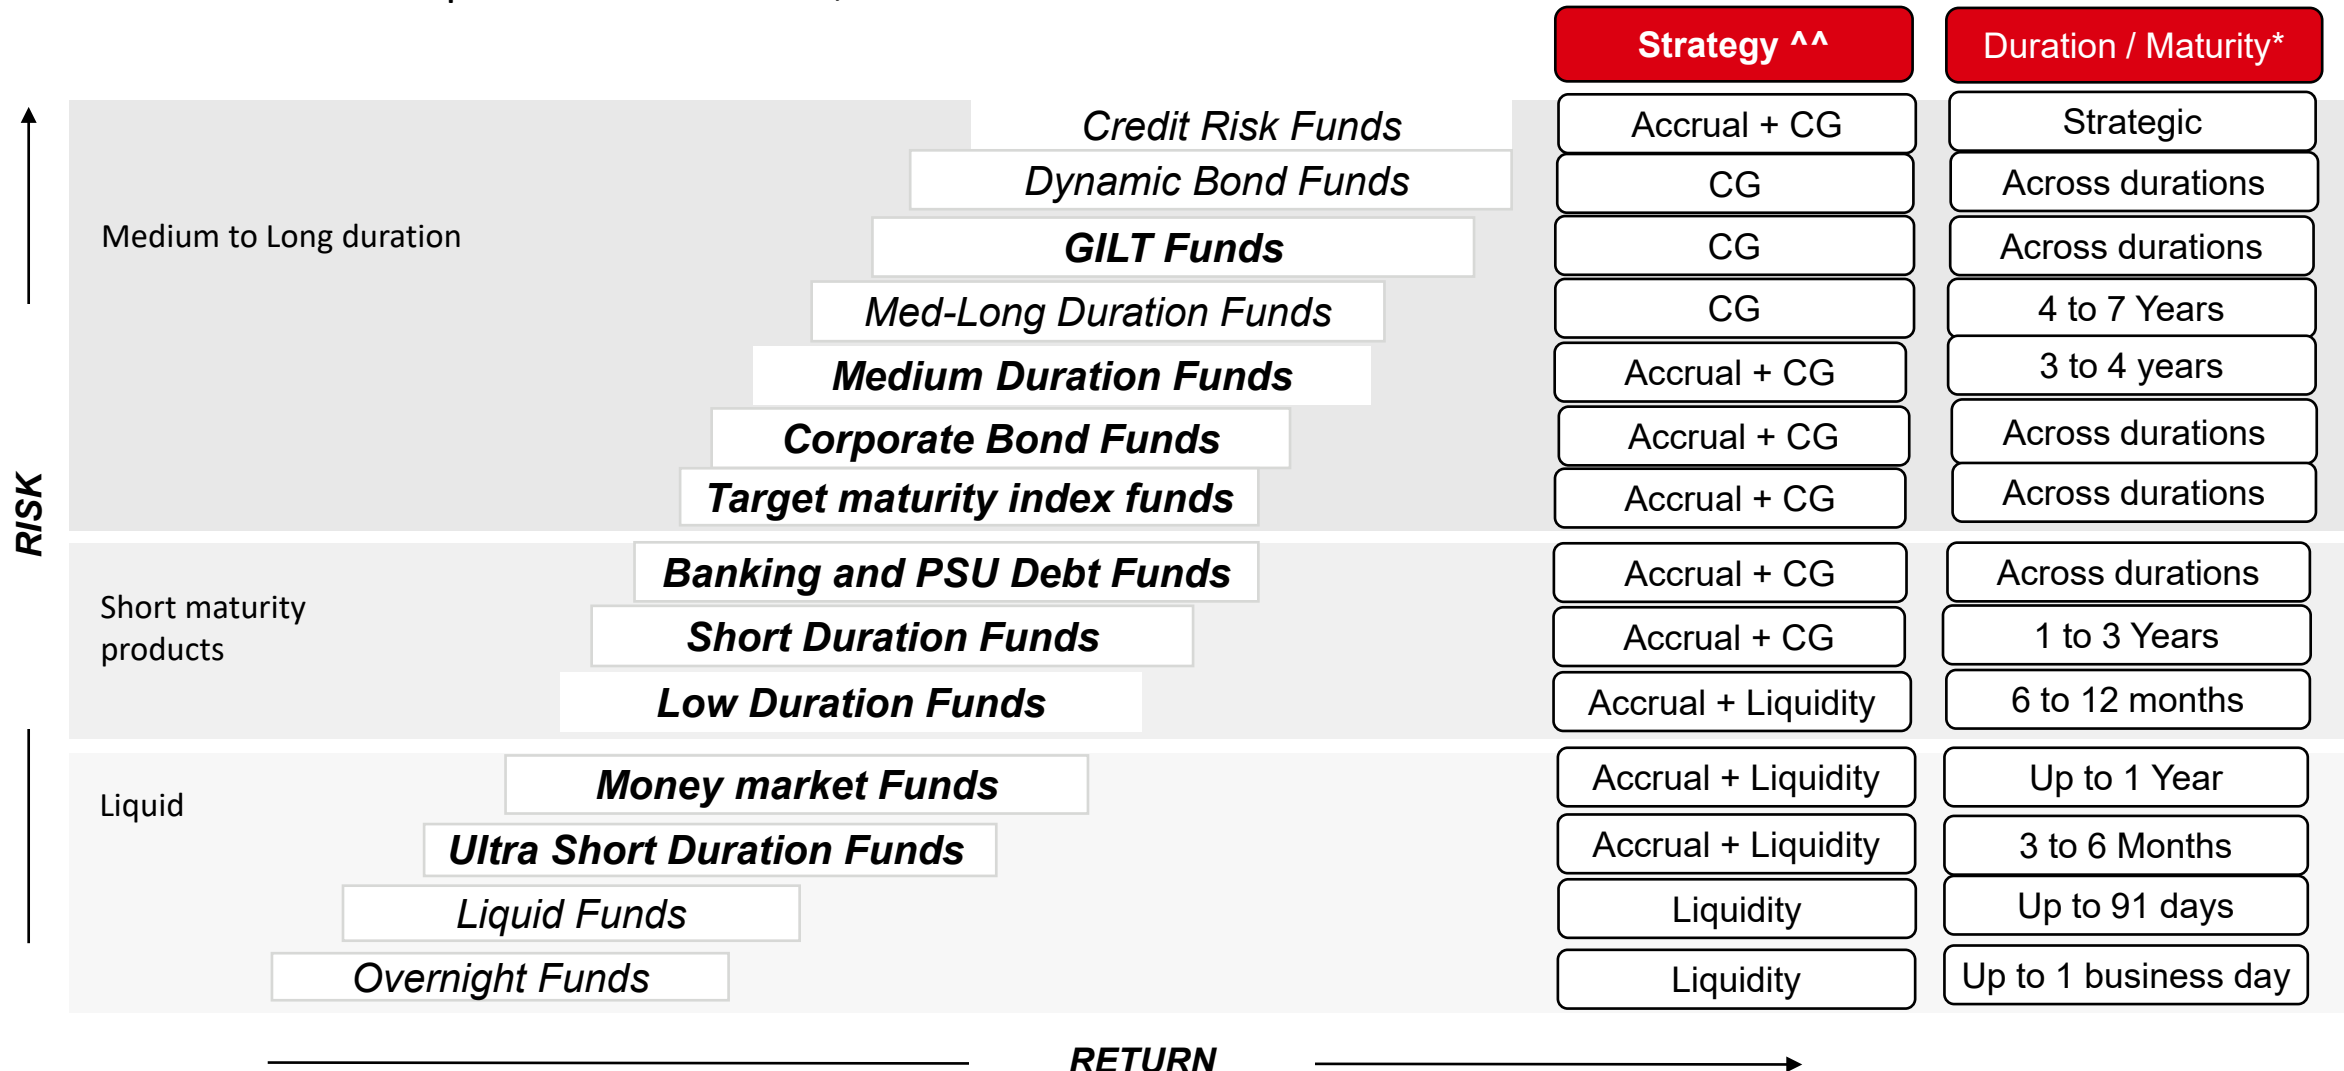 Strategy ^^ Duration / Maturity*
Credit Risk Funds Accrual + CG Strategic
Dynamic Bond Funds CG Across durations
Medium to Long duration GILT Funds CG Across durations
Med-Long Duration Funds CG 4 to 7 Years
Medium Duration Funds Accrual + CG 3 to 4 years
Corporate Bond Funds Accrual + CG Across durations
Target maturity index funds Accrual + CG Across durations
RISK
Banking and PSU Debt Funds Accrual + CG Across durations
Short maturity
products
Short Duration Funds Accrual + CG 1 to 3 Years
Low Duration Funds Accrual + Liquidity 6 to 12 months
Money market Funds Accrual + Liquidity Up to 1 Year
Liquid
Ultra Short Duration Funds Accrual + Liquidity 3 to 6 Months
Liquid Funds Liquidity Up to 91 days
Overnight Funds Liquidity Up to 1 business day
RETURN